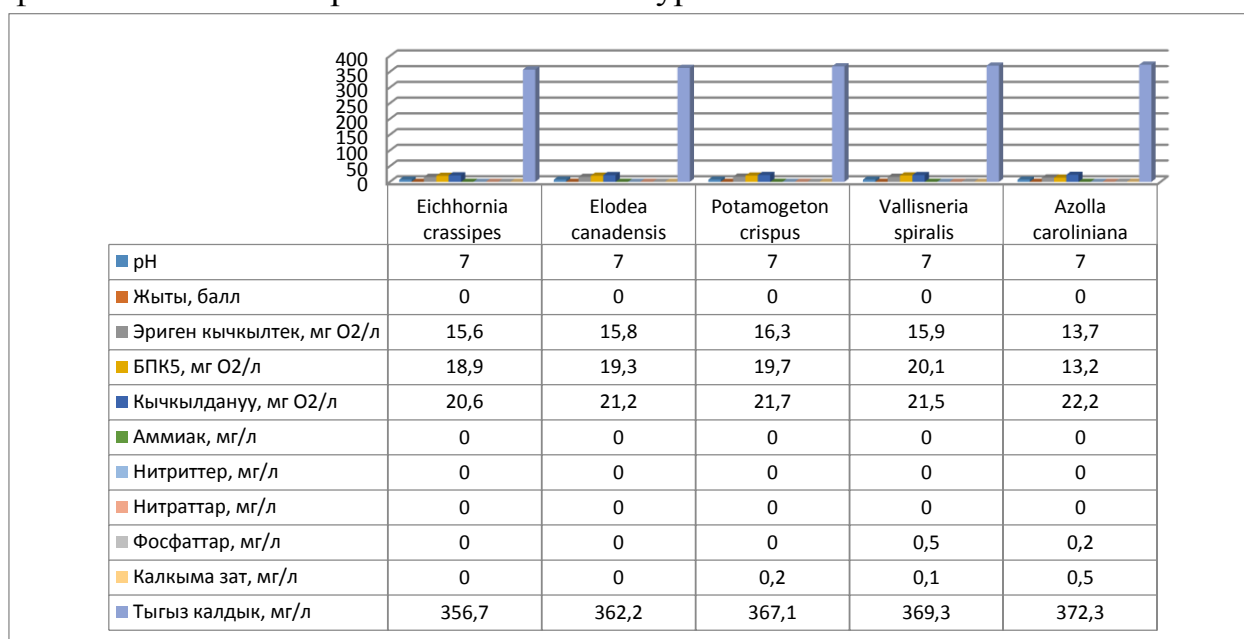 400
350
300
250
200
150
100
50
0
Eichhornia crassipes Elodea canadensis Potamogeton crispus Vallisneria spiralis Azolla caroliniana
pH 7 7 7 7 7
Жыты, балл 0 0 0 0 0
Эриген кычкылтек, мг О2/л 15,6 15,8 16,3 15,9 13,7
БПК5, мг О2/л 18,9 19,3 19,7 20,1 13,2
Кычкылдануу, мг О2/л 20,6 21,2 21,7 21,5 22,2
Аммиак, мг/л 0 0 0 0 0
Нитриттер, мг/л 0 0 0 0 0
Нитраттар, мг/л 0 0 0 0 0
Фосфаттар, мг/л 0 0 0 0,5 0,2
Калкыма зат, мг/л 0 0 0,2 0,1 0,5
Тыгыз калдык, мг/л 356,7 362,2 367,1 369,3 372,3